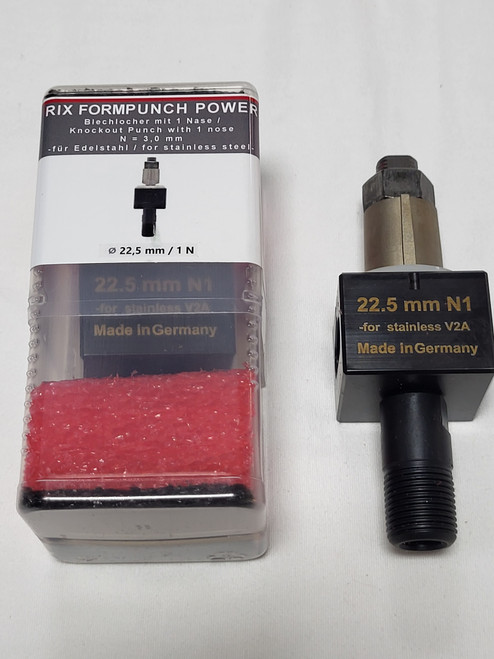 RIX FORMPUNCH POWER
Blechlocher mit 1 Nase /
Knockout Punch with 1 nose
N = 3,0 mm
-für Edelstahl / for stainless steel-
ø 22,5 mm / 1 N
22.5 mm N1
-for stainless V2A
Made in Germany
22.5 mm N1
-for stainless V2A
Made in Germany